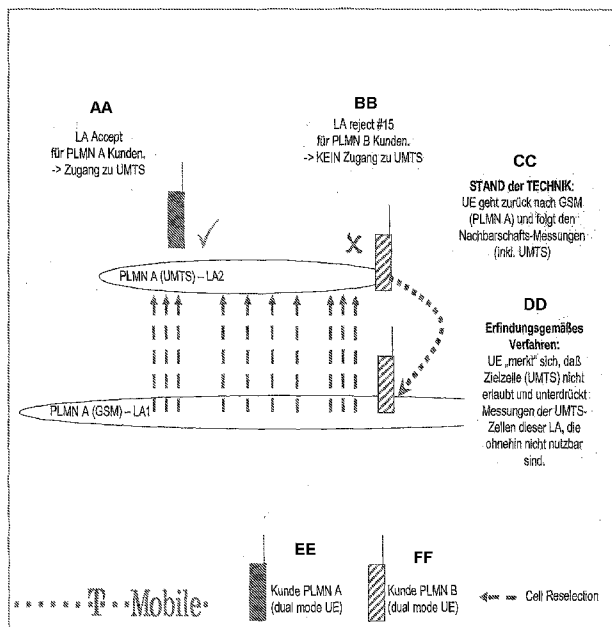 AA
LA Accept
für PLMN A Kunden.
-> Zugang zu UMTS
BB
LA reject #15
für PLMN B Kunden.
-> KEIN Zugang zu UMTS
CC
STAND der TECHNIK:
UE geht zurück nach GSM
(PLMN A) und folgt den
Nachbarschafts-Messungen
(inkl. UMTS)
PLMN A (UMTS) – LA2
DD
Erfindungsgemäßes
Verfahren:
UE „merkt" sich, daß
Zielzelle (UMTS) nicht
erlaubt und unterdrückt
Messungen der UMTS-
Zellen dieser LA, die
ohnehin nicht nutzbar
sind.
PLMN A (GSM) – LA1
EE
Kunde PLMN A
(dual mode UE)
FF
Kunde PLMN B
(dual mode UE)
Cell Reselection
T Mobile